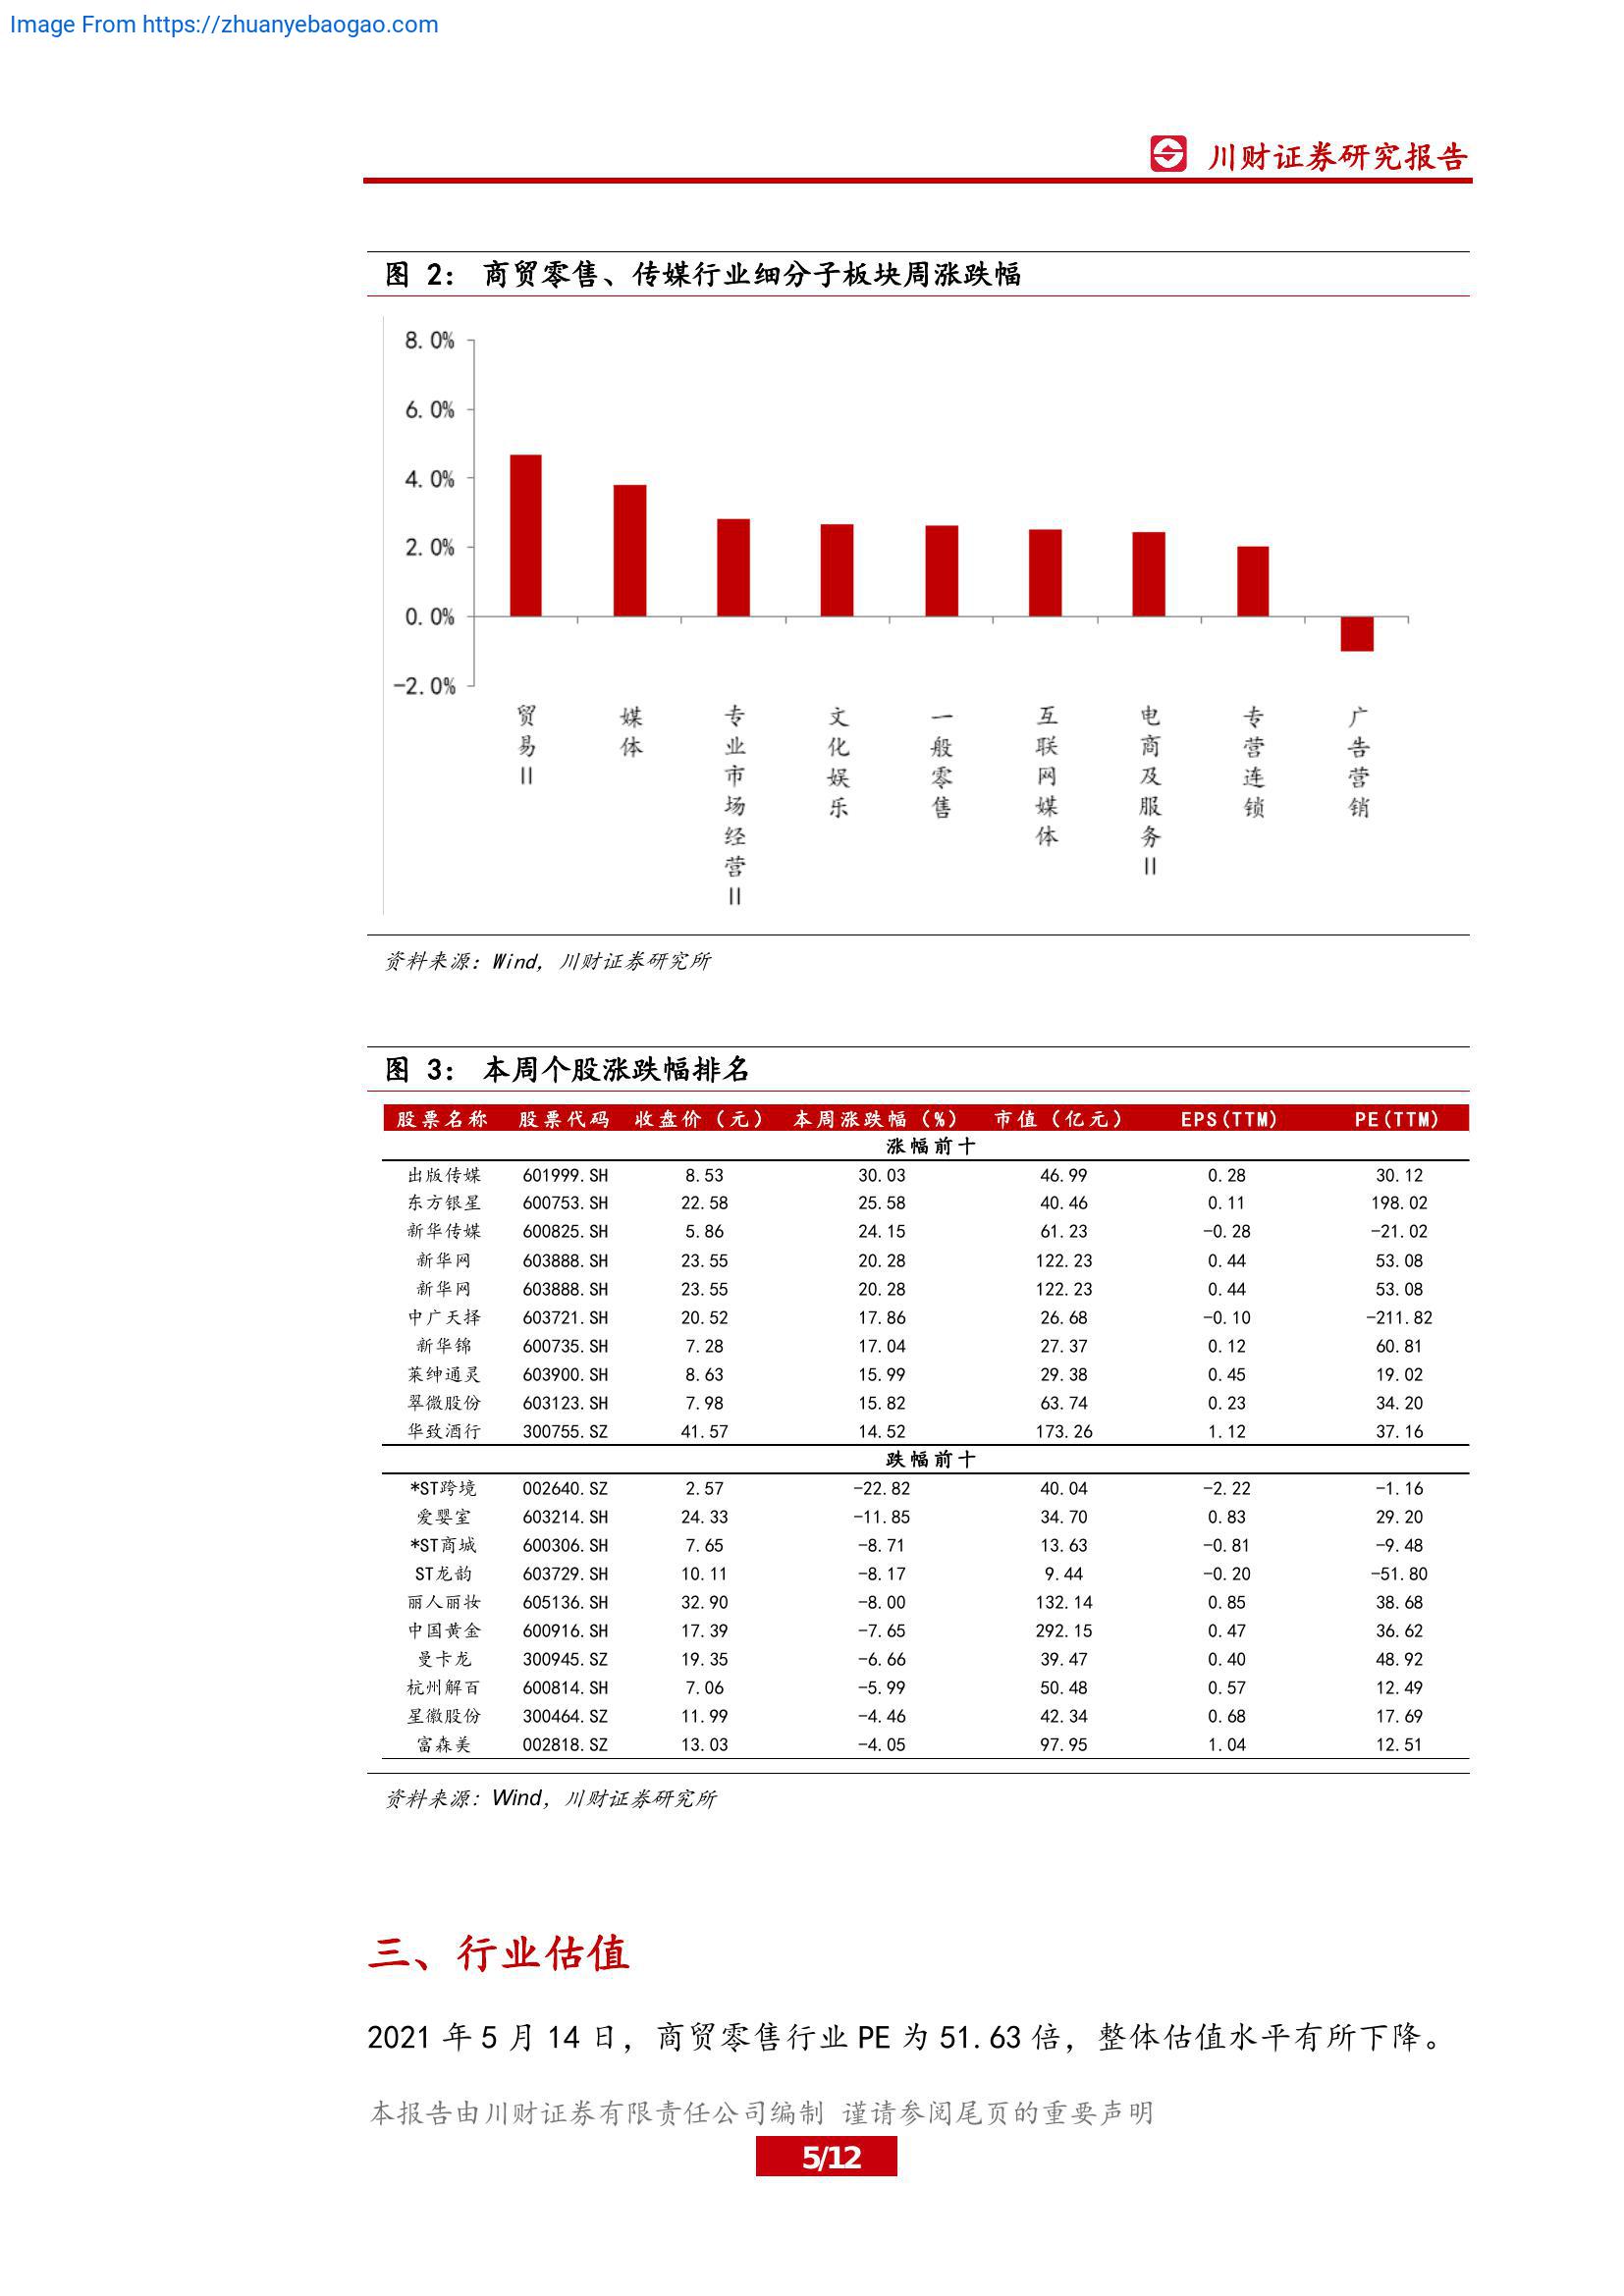 Image From https://zhuanyebaogao.com
川财证券研究报告
图 2： 商贸零售、传媒行业细分子板块周涨跌幅
8.0%
6.0%
4.0%
2.0%
0.0%
-2.0%
贸易II
媒体
专业市场经营II
文化娱乐
一般零售
互联网媒体
电商及服务II
专营连锁
广告营销
资料来源：Wind，川财证券研究所
图 3： 本周个股涨跌幅排名
股票名称 股票代码 收盘价（元） 本周涨跌幅（%） 市值（亿元） EPS(TTM) PE(TTM)
涨幅前十
出版传媒 601999.SH 8.53 30.03 46.99 0.28 30.12
东方银星 600753.SH 22.58 25.58 40.46 0.11 198.02
新华传媒 600825.SH 5.86 24.15 61.23 -0.28 -21.02
新华网 603888.SH 23.55 20.28 122.23 0.44 53.08
新华网 603888.SH 23.55 20.28 122.23 0.44 53.08
中广天择 603721.SH 20.52 17.86 26.68 -0.10 -211.82
新华锦 600735.SH 7.28 17.04 27.37 0.12 60.81
莱绅通灵 603900.SH 8.63 15.99 29.38 0.45 19.02
翠微股份 603123.SH 7.98 15.82 63.74 0.23 34.20
华致酒行 300755.SZ 41.57 14.52 173.26 1.12 37.16
跌幅前十
*ST跨境 002640.SZ 2.57 -22.82 40.04 -2.22 -1.16
爱婴室 603214.SH 24.33 -11.85 34.70 0.83 29.20
*ST商城 600306.SH 7.65 -8.71 13.63 -0.81 -9.48
ST龙韵 603729.SH 10.11 -8.17 9.44 -0.20 -51.80
丽人丽妆 605136.SH 32.90 -8.00 132.14 0.85 38.68
中国黄金 600916.SH 17.39 -7.65 292.15 0.47 36.62
曼卡龙 300945.SZ 19.35 -6.66 39.47 0.40 48.92
杭州解百 600814.SH 7.06 -5.99 50.48 0.57 12.49
星徽股份 300464.SZ 11.99 -4.46 42.34 0.68 17.69
富森美 002818.SZ 13.03 -4.05 97.95 1.04 12.51
资料来源：Wind，川财证券研究所
三、行业估值
2021 年 5 月 14 日，商贸零售行业 PE 为 51.63 倍，整体估值水平有所下降。
本报告由川财证券有限责任公司编制 谨请参阅尾页的重要声明
5/12